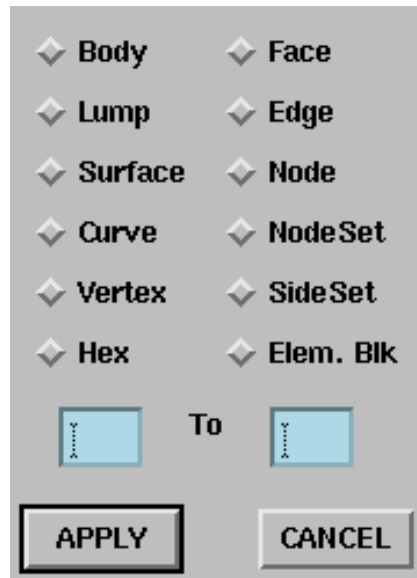 Body Face
Lump Edge
Surface Node
Curve NodeSet
Vertex SideSet
Hex Elem. Blk
To
APPLY CANCEL